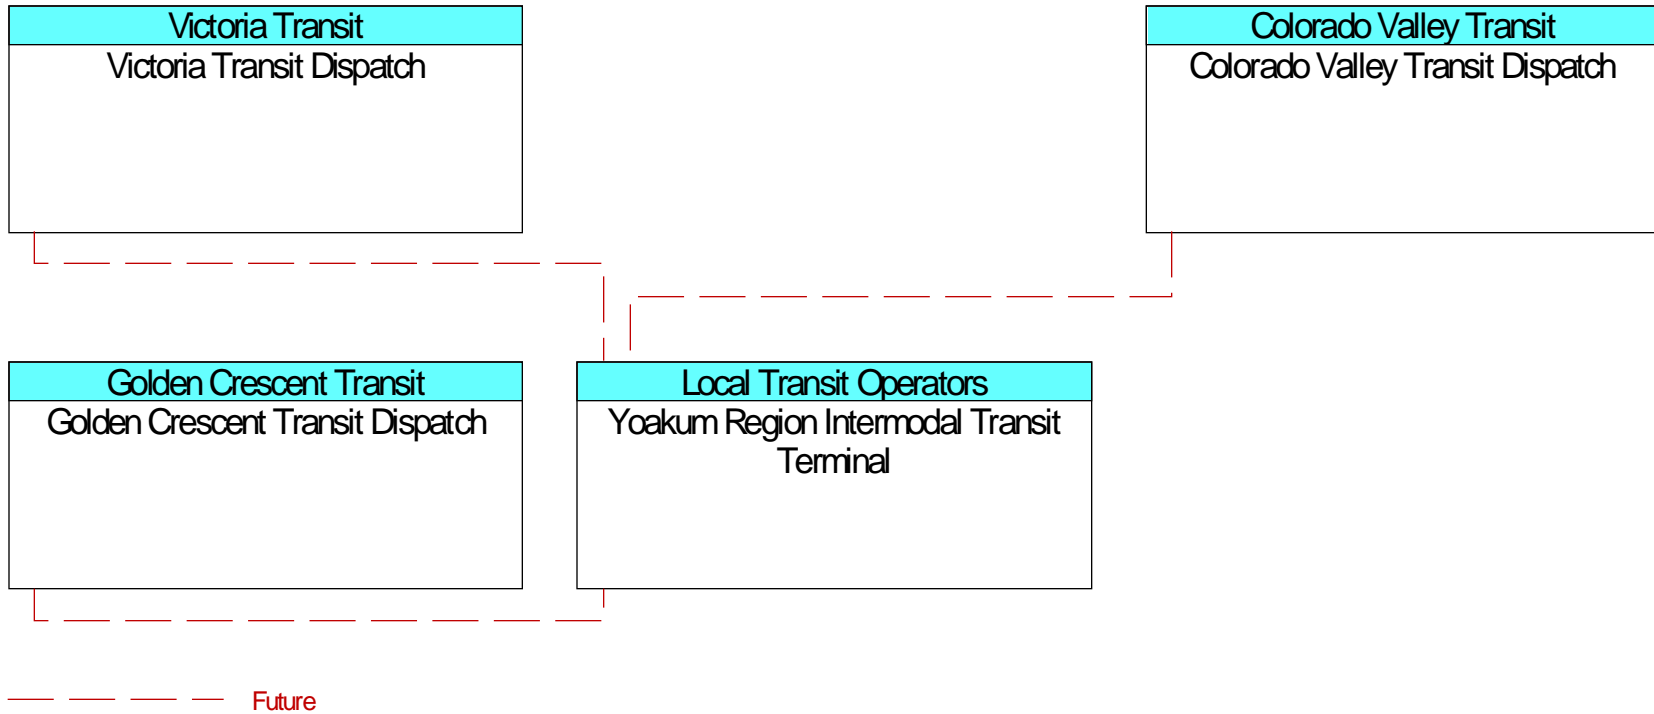 Victoria Transit
Victoria Transit Dispatch
Colorado Valley Transit
Colorado Valley Transit Dispatch
Golden Crescent Transit
Golden Crescent Transit Dispatch
Local Transit Operators
Yoakum Region Intermodal Transit
Terminal
Future